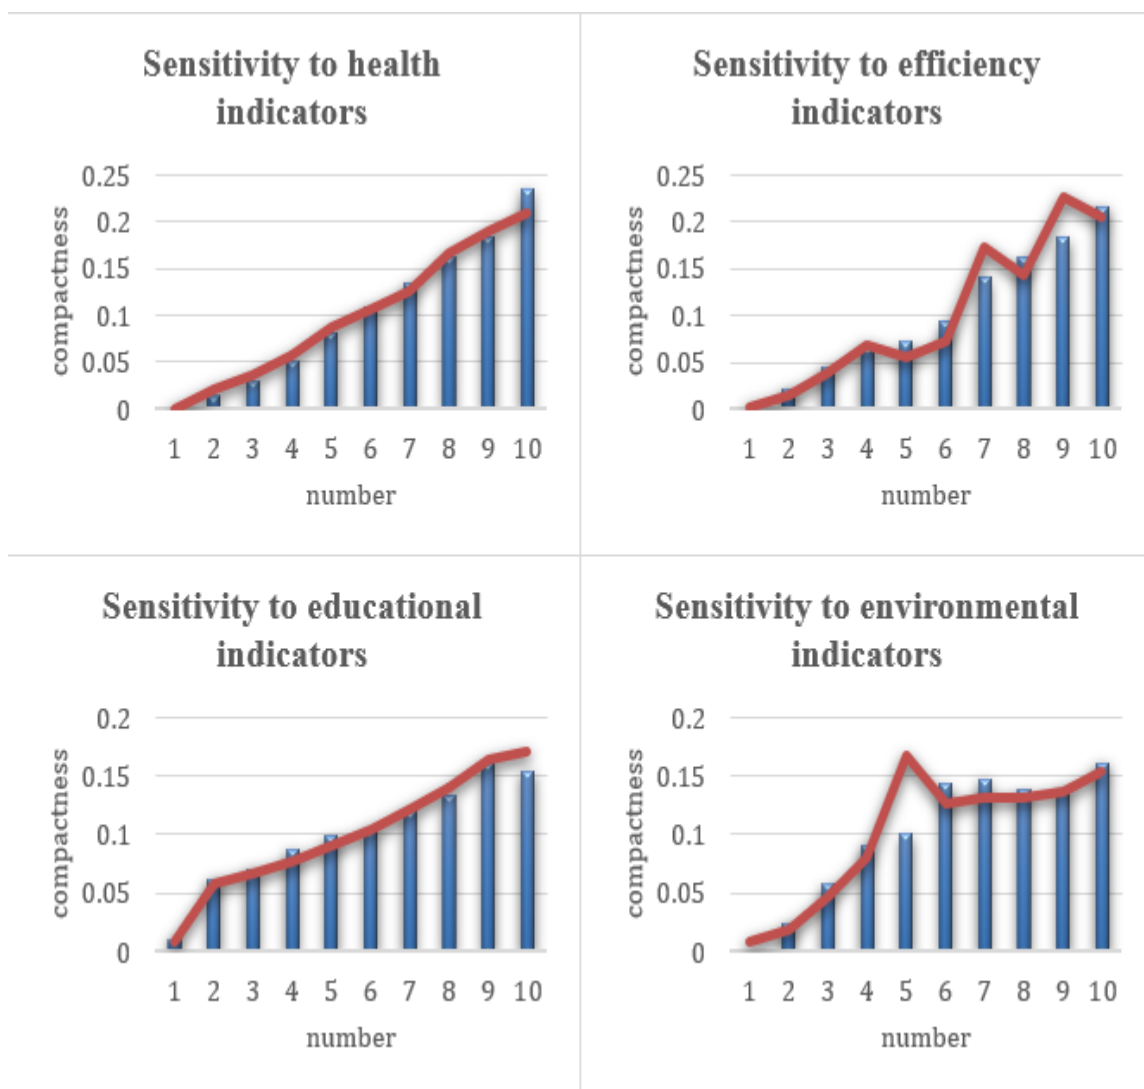 Sensitivity to health
indicators
0.25
0.2
0.15
0.1
0.05
0
compactness
1 2 3 4 5 6 7 8 9 10
number
Sensitivity to efficiency
indicators
0.25
0.2
0.15
0.1
0.05
0
compactness
1 2 3 4 5 6 7 8 9 10
number
Sensitivity to educational
indicators
0.2
0.15
0.1
0.05
0
compactness
1 2 3 4 5 6 7 8 9 10
number
Sensitivity to environmental
indicators
0.2
0.15
0.1
0.05
0
compactness
1 2 3 4 5 6 7 8 9 10
number